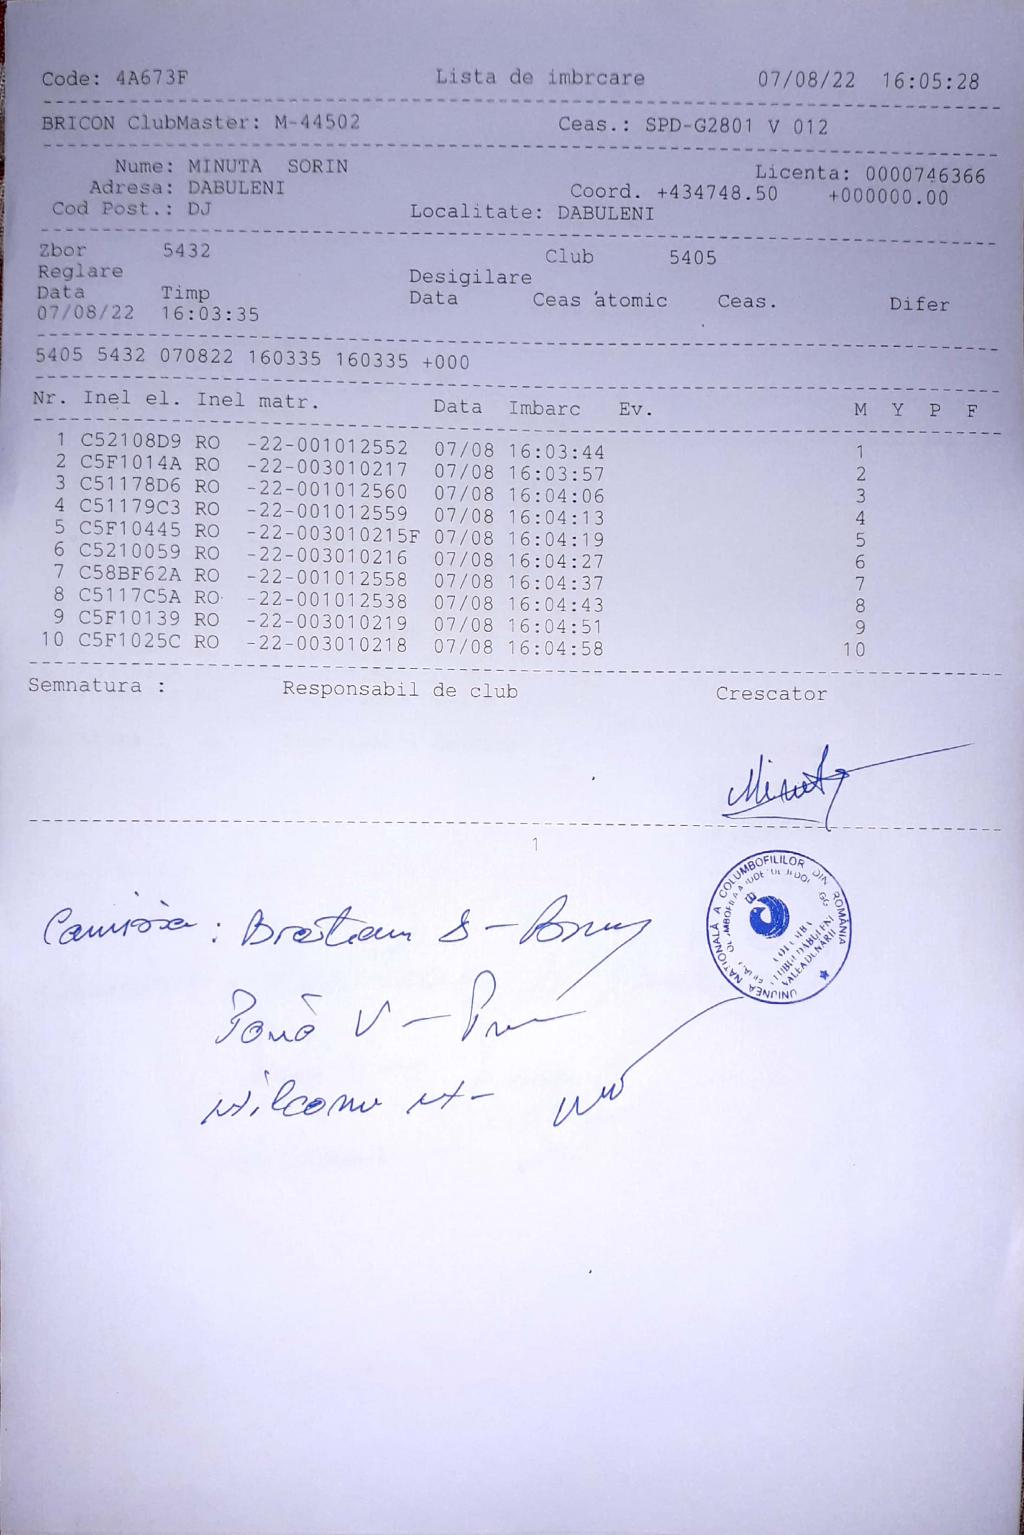 Code: 4A673F Lista de imbrcare 07/08/22 16:05:28
BRICON ClubMaster: M-44502 Ceas.: SPD-G2801 V 012
Nume: MINUTA SORIN Licenta: 0000746366
Adresa: DABULENI Coord. +434748.50 +000000.00
Cod Post.: DJ Localitate: DABULENI
Zbor 5432 Club 5405
Reglare Desigilare
Data Timp Data Ceas atomic Ceas. Difer
07/08/22 16:03:35
5405 5432 070822 160335 160335 +000
Nr. Inel el. Inel matr. Data Imbarc Ev. M Y P F
1 C52108D9 RO -22-001012552 07/08 16:03:44 1
2 C5F1014A RO -22-003010217 07/08 16:03:57 2
3 C51178D6 RO -22-001012560 07/08 16:04:06 3
4 C51179C3 RO -22-001012559 07/08 16:04:13 4
5 C5F10445 RO -22-003010215F 07/08 16:04:19 5
6 C5210059 RO -22-003010216 07/08 16:04:27 6
7 C58BF62A RO -22-001012558 07/08 16:04:37 7
8 C5117C5A RO -22-001012538 07/08 16:04:43 8
9 C5F10139 RO -22-003010219 07/08 16:04:51 9
10 C5F1025C RO -22-003010218 07/08 16:04:58 10
Semnatura : Responsabil de club Crescator
1
UNIUNEA NAȚIONALĂ A COLUMBOFILILOR DIN ROMÂNIA
VALEA DUNĂRII
V -